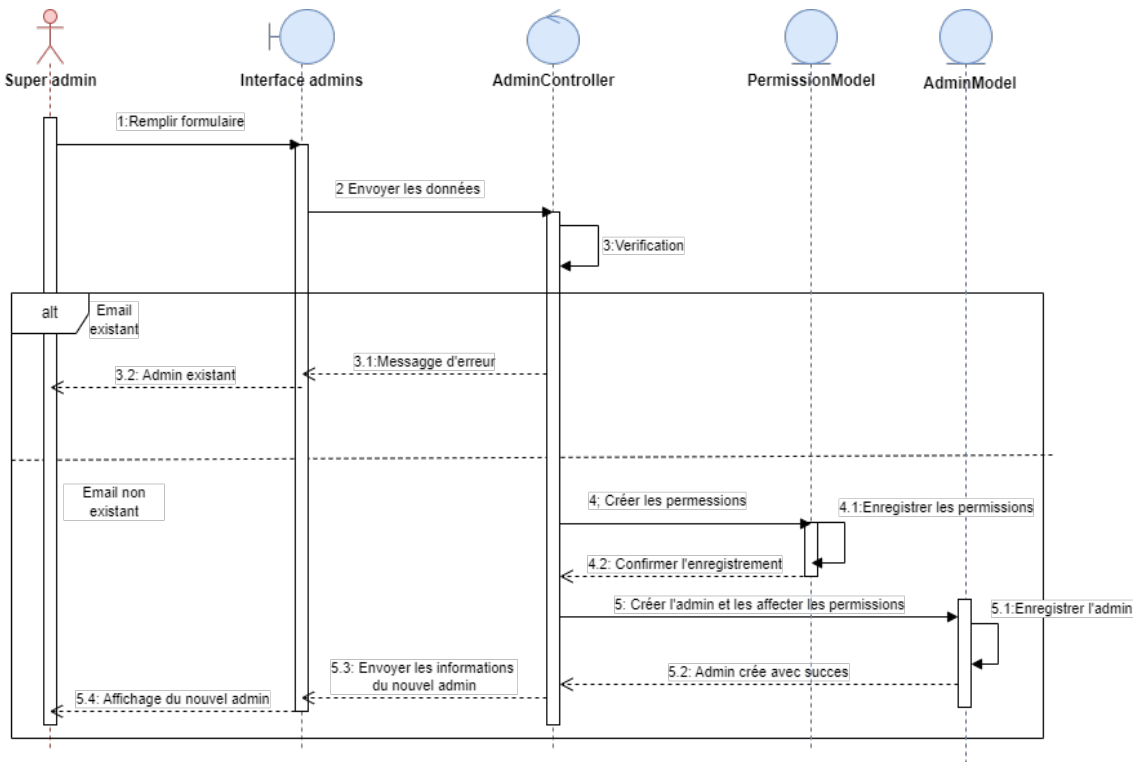 Super admin
Interface admins
AdminController
PermissionModel
AdminModel
1:Remplir formulaire
2 Envoyer les données
3:Verification
alt
Email
existant
3.1:Messagge d'erreur
3.2: Admin existant
Email non
existant
4; Créer les permessions
4.1:Enregistrer les permissions
4.2: Confirmer l'enregistrement
5: Créer l'admin et les affecter les permissions
5.1:Enregistrer l'admin
5.2: Admin crée avec succes
5.3: Envoyer les informations
du nouvel admin
5.4: Affichage du nouvel admin